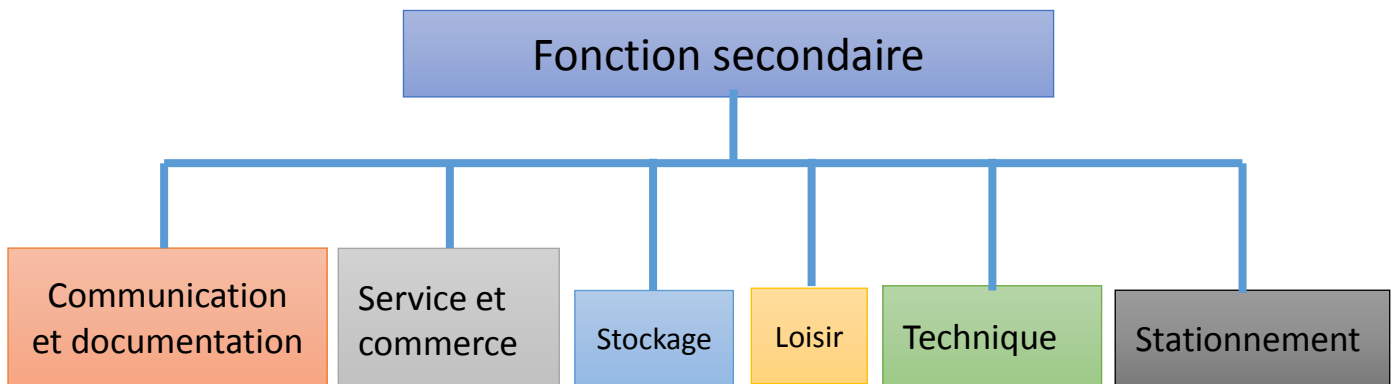 Fonction secondaire
Communication
et documentation
Service et
commerce
Stockage
Loisir
Technique
Stationnement